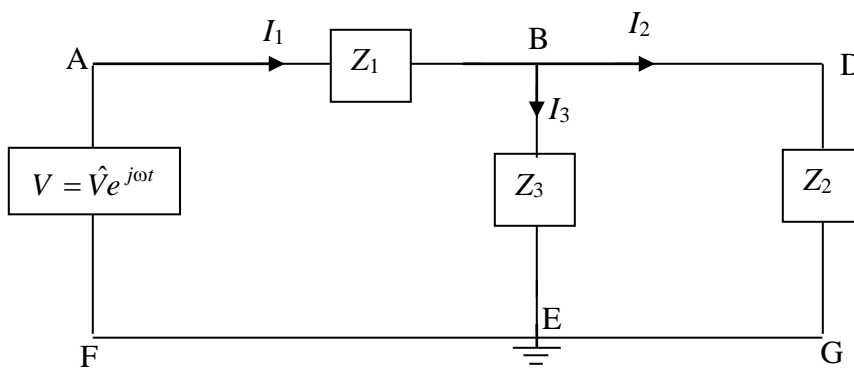 A
I₁
Z₁
B
I₂
D
I₃
V = V̂e^{jωt}
Z₃
Z₂
E
F
G